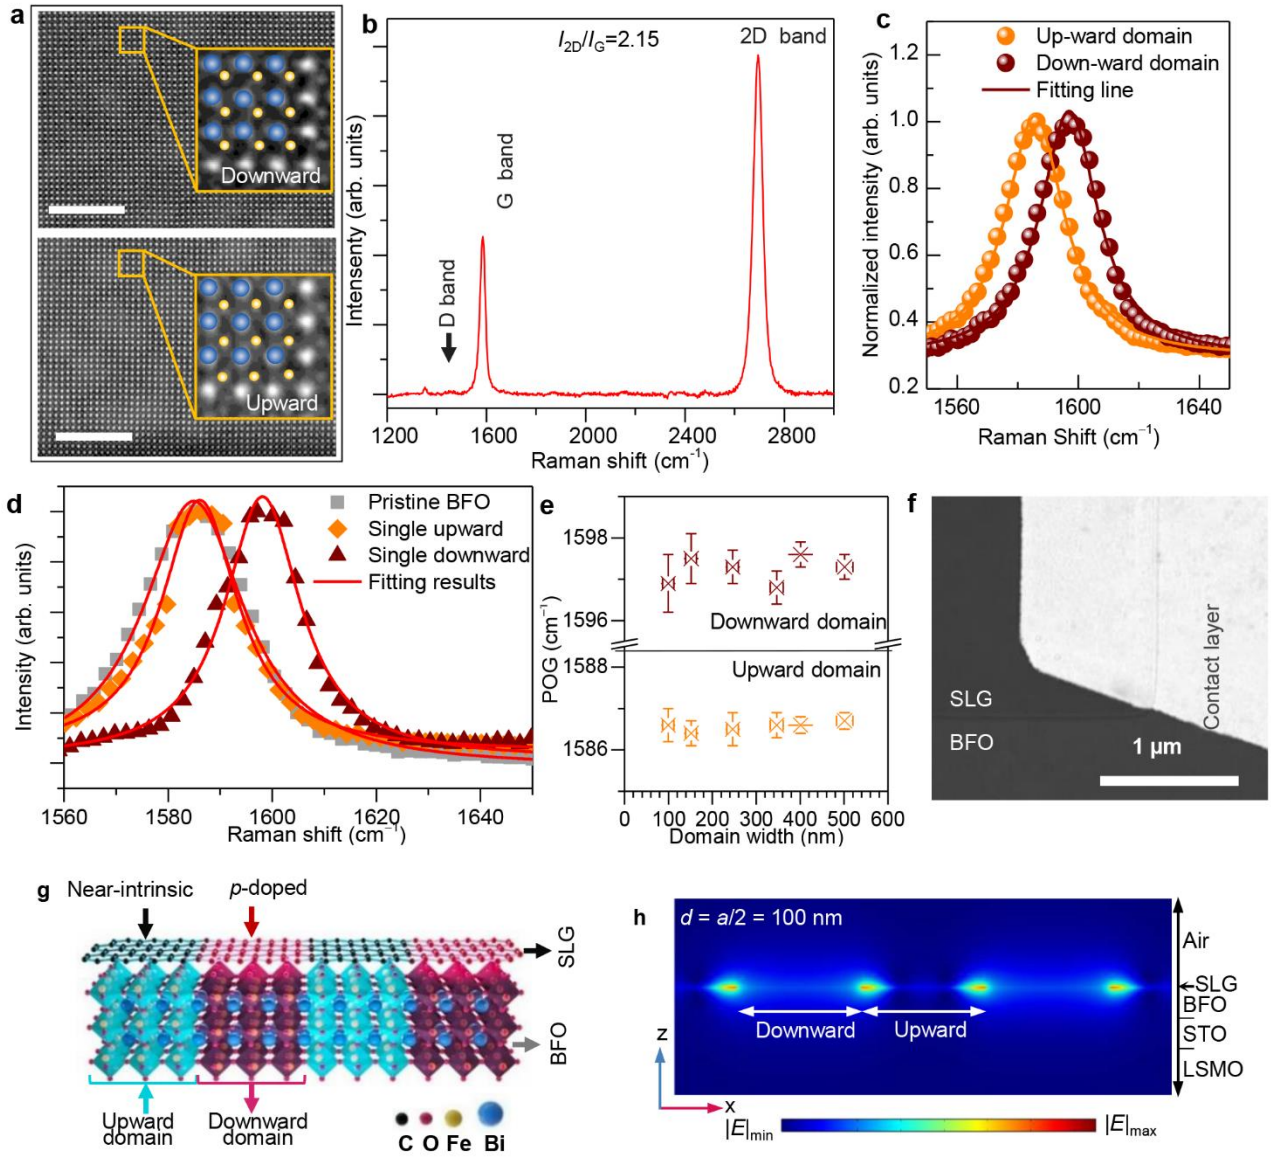 a
Downward
Upward
b
I2D/IG=2.15
2D band
G band
D band
Intensenty (arb. units)
1200 1600 2000 2400 2800
Raman shift (cm⁻¹)
c
Up-ward domain
Down-ward domain
Fitting line
Normalized intensity (arb. units)
1.2
1.0
0.8
0.6
0.4
0.2
1560 1600 1640
Raman Shift (cm⁻¹)
d
Pristine BFO
Single upward
Single downward
Fitting results
Intensity (arb. units)
1560 1580 1600 1620 1640
Raman shift (cm⁻¹)
e
POG (cm⁻¹)
1598
1596
1588
1586
Downward domain
Upward domain
0 100 200 300 400 500 600
Domain width (nm)
f
SLG
BFO
Contact layer
1 µm
g
Near-intrinsic
p-doped
SLG
BFO
Upward
domain
Downward
domain
C O Fe Bi
h
d = a/2 = 100 nm
Downward
Upward
Air
SLG
BFO
STO
LSMO
z
x
|E|min
|E|max